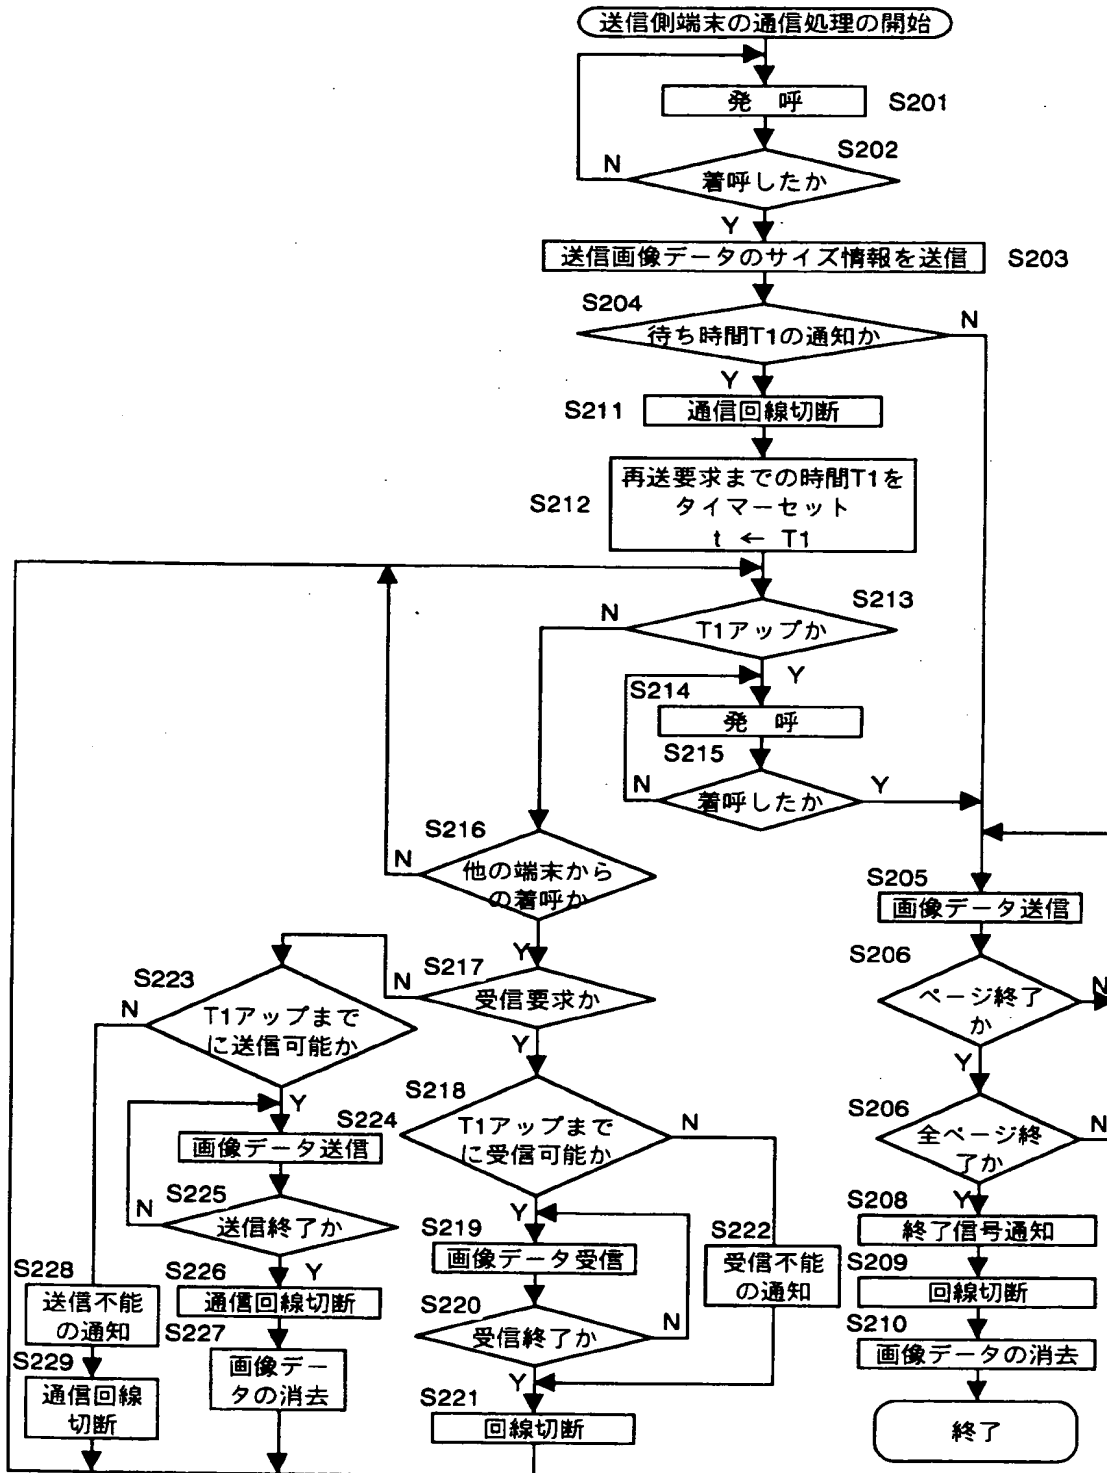 送信側端末の通信処理の開始
発　呼
S201
S202
N
着呼したか
Y
送信画像データのサイズ情報を送信
S203
S204
N
待ち時間T1の通知か
Y
S211
通信回線切断
S212
再送要求までの時間T1を
タイマーセット
t ← T1
S213
N
T1アップか
Y
S214
発　呼
S215
N
着呼したか
Y
S216
N
他の端末から
の着呼か
Y
S205
画像データ送信
S206
ページ終了
か
N
Y
S217
N
受信要求か
Y
S223
N
T1アップまで
に送信可能か
Y
S218
T1アップまで
に受信可能か
N
Y
S206
全ページ終
了か
N
Y
S224
画像データ送信
S225
N
送信終了か
Y
S219
画像データ受信
S220
受信終了か
N
Y
S222
受信不能
の通知
S208
終了信号通知
S209
回線切断
S210
画像データの消去
終了
S228
送信不能
の通知
S229
通信回線
切断
S226
通信回線切断
S227
画像デー
タの消去
S221
回線切断